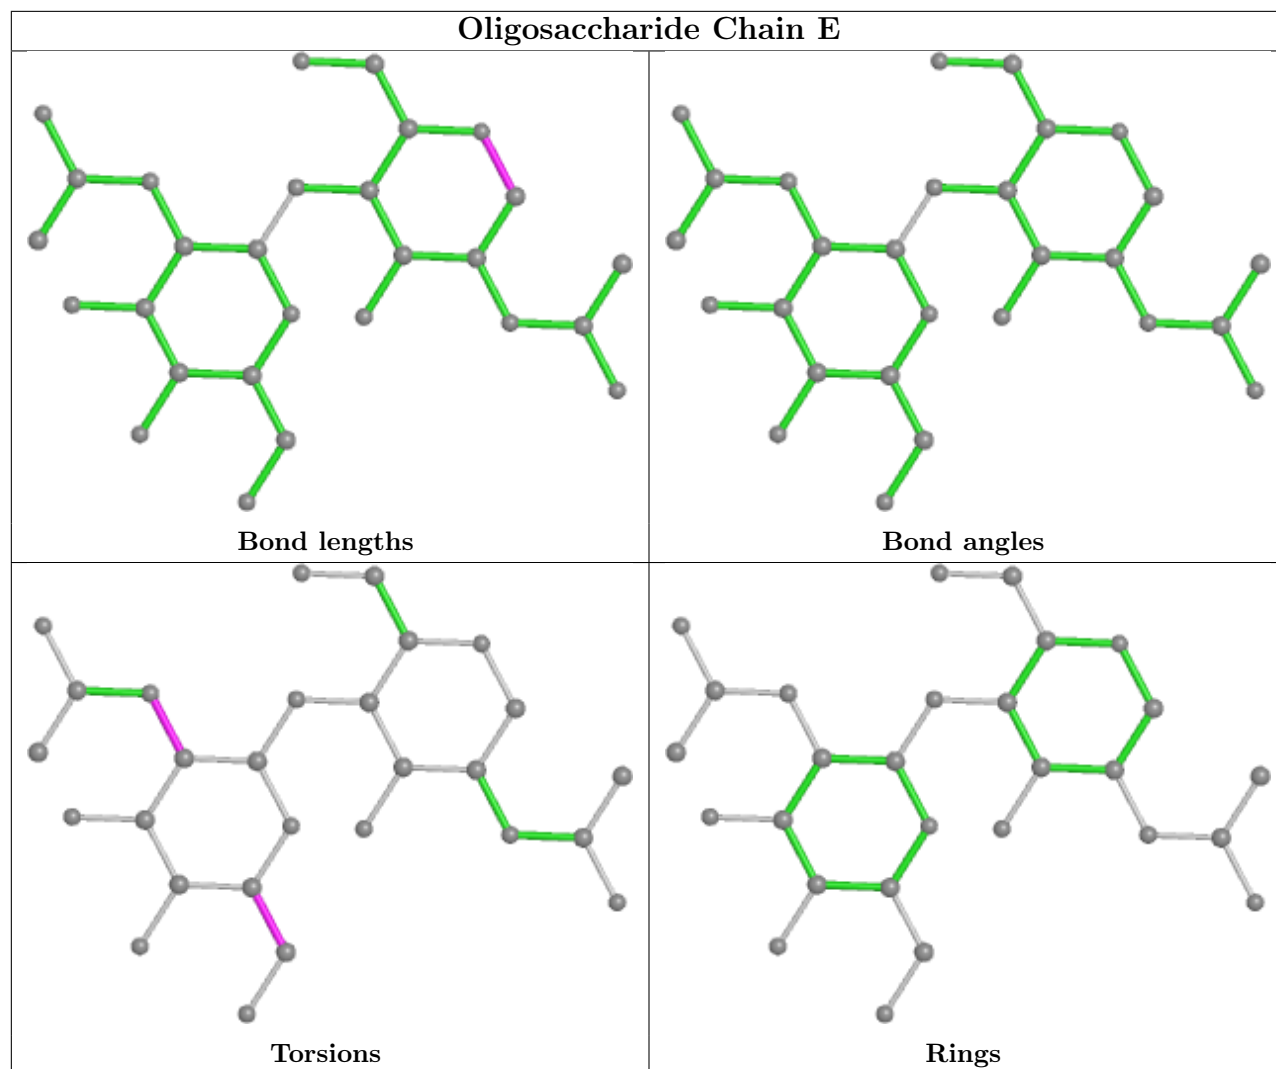 Oligosaccharide Chain E
Bond lengths
Bond angles
Torsions
Rings